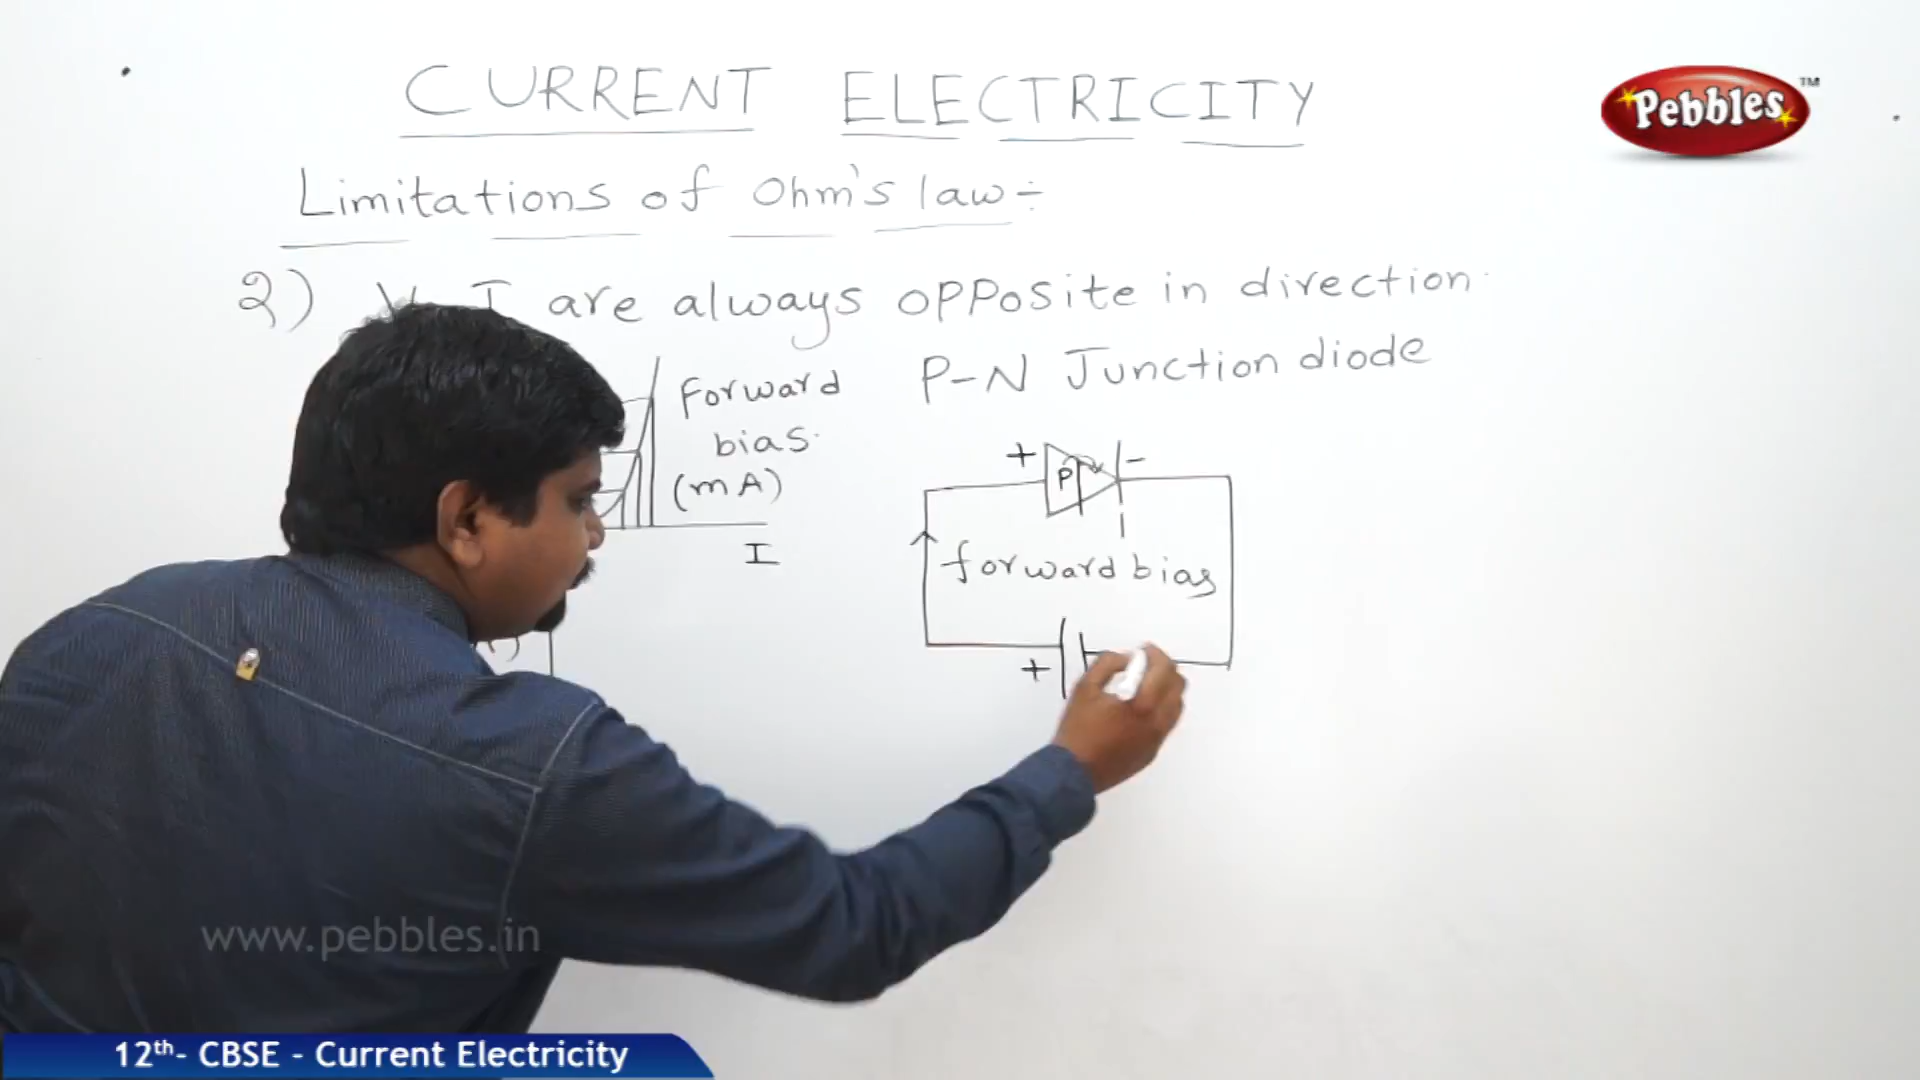 CURRENT ELECTRICITY
Pebbles™
Limitations of Ohm's law:-
2) V, I are always opposite in direction.
P-N Junction diode
Forward
bias.
(mA)
I
+ P -
forward bias
+
www.pebbles.in
12th- CBSE - Current Electricity